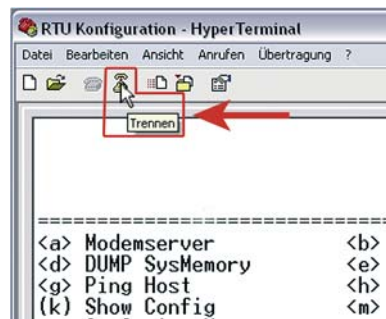 RTU Konfiguration - HyperTerminal
Datei Bearbeiten Ansicht Anrufen Übertragung ?
Trennen
<a> Modemserver <b>
<d> DUMP SysMemory <e>
<g> Ping Host <h>
(k) Show Config <m>